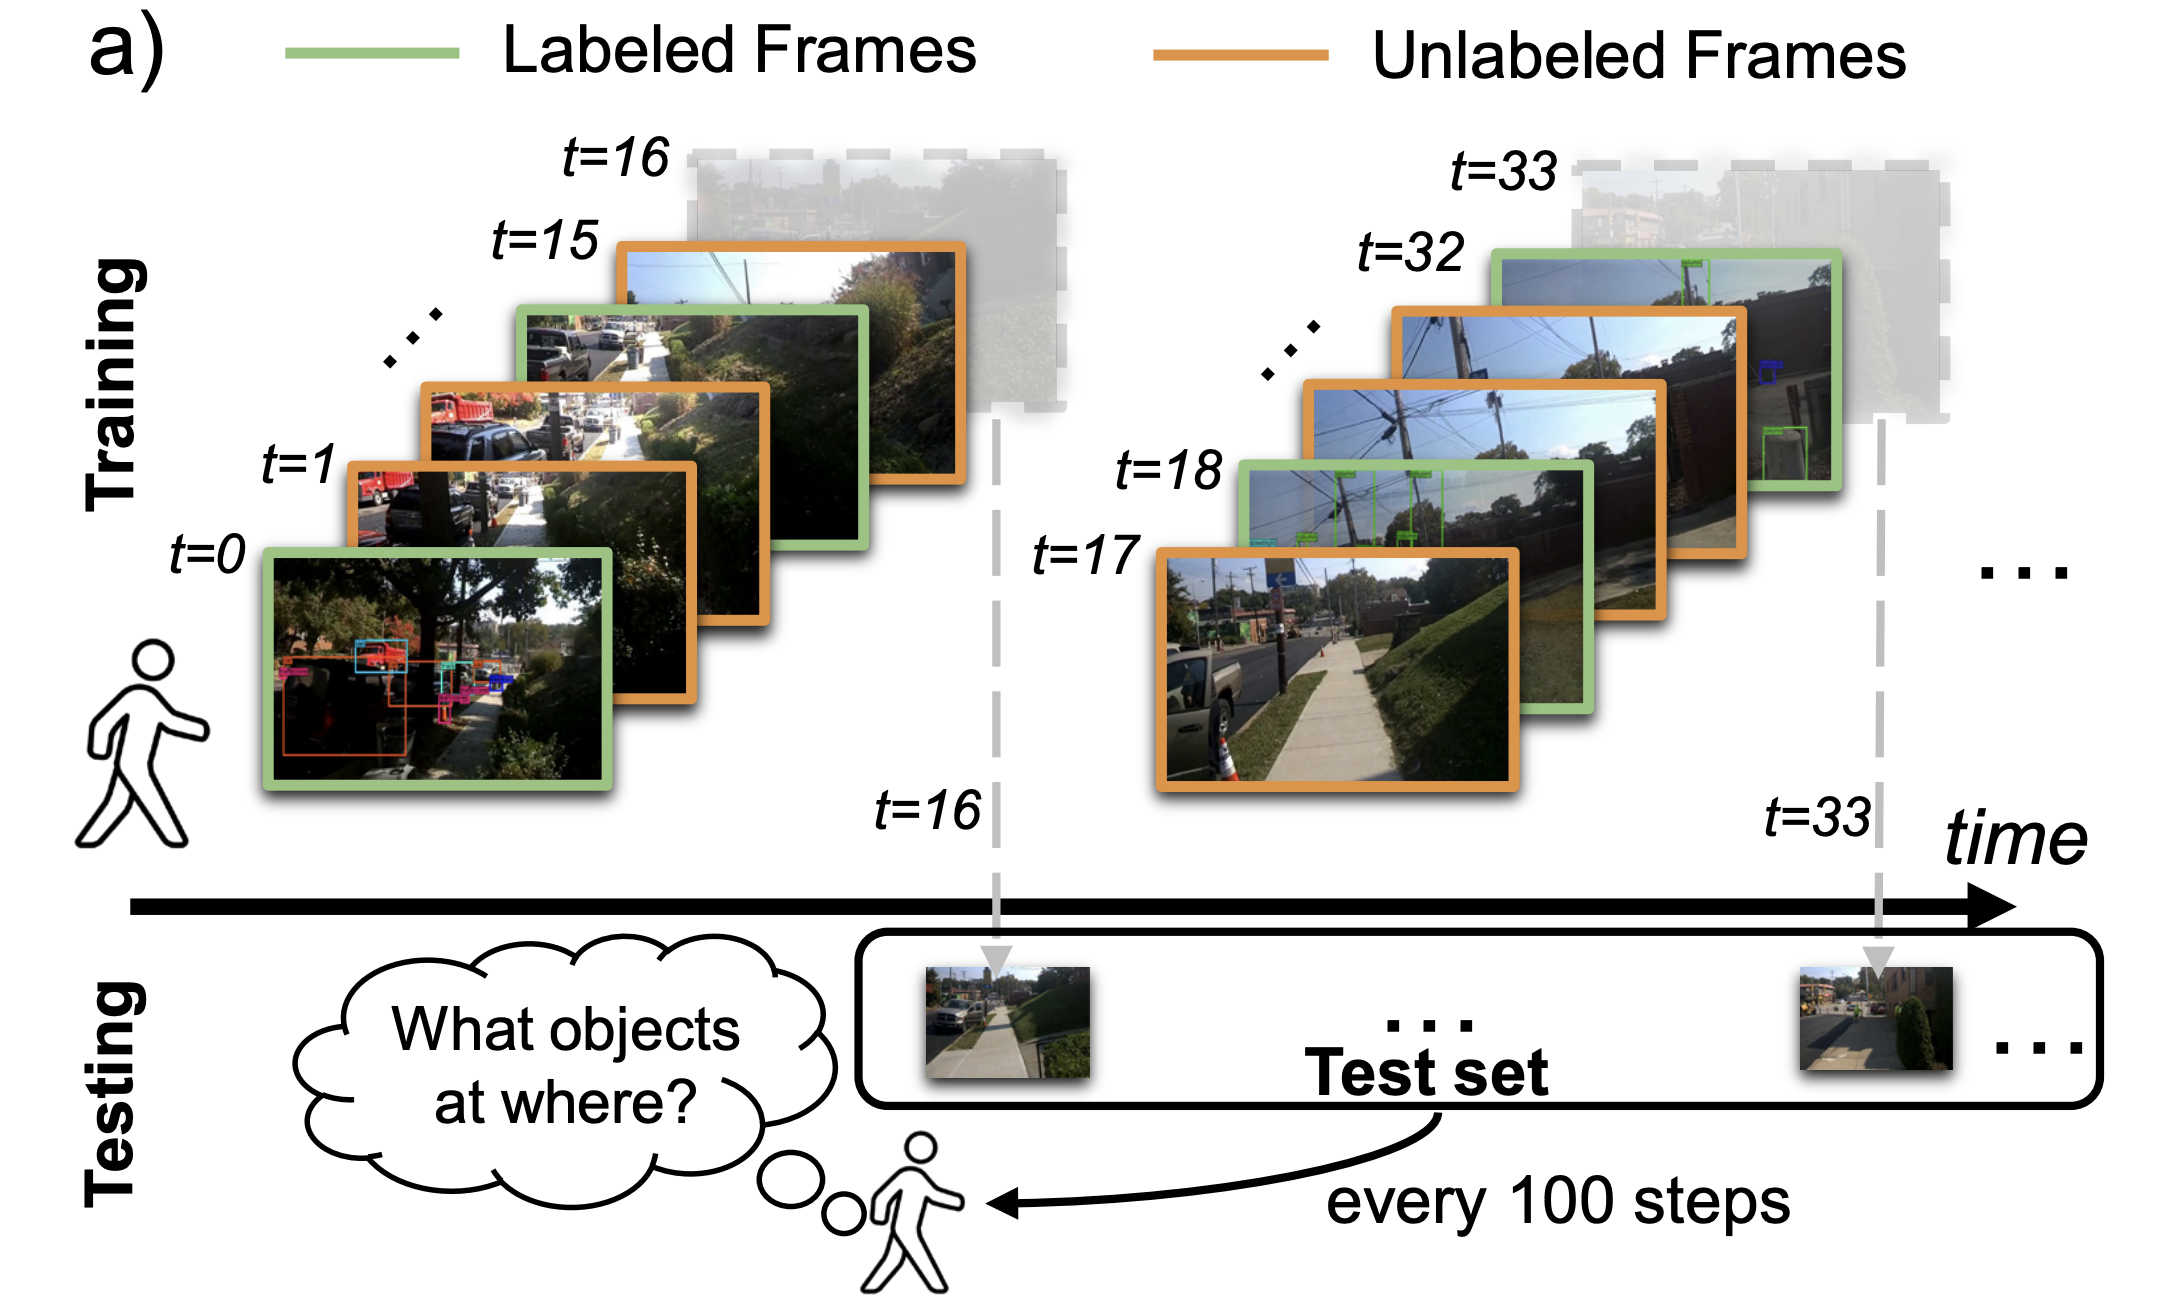 a)
Labeled Frames
Unlabeled Frames
Training
t=16
t=15
t=1
t=0
t=33
t=32
t=18
t=17
...
t=16
t=33
time
Testing
What objects
at where?
...
Test set
...
every 100 steps